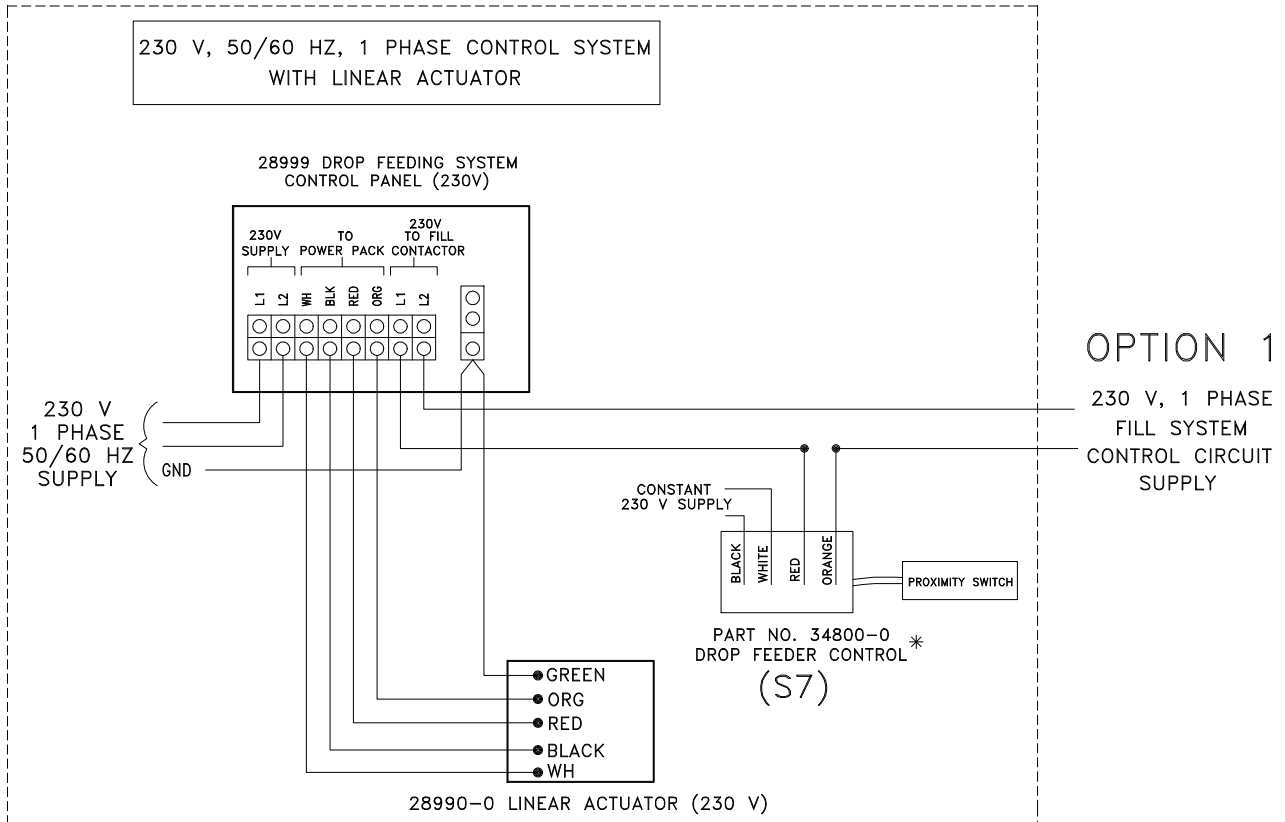 230 V, 50/60 HZ, 1 PHASE CONTROL SYSTEM
WITH LINEAR ACTUATOR
28999 DROP FEEDING SYSTEM
CONTROL PANEL (230V)
230V
SUPPLY
TO
POWER PACK
230V
TO FILL
CONTACTOR
L1
L2
WH
BLK
RED
ORG
L1
L2
230 V
1 PHASE
50/60 HZ
SUPPLY
GND
OPTION 1
230 V, 1 PHASE
FILL SYSTEM
CONTROL CIRCUIT
SUPPLY
CONSTANT
230 V SUPPLY
BLACK
WHITE
RED
ORANGE
PROXIMITY SWITCH
PART NO. 34800-0
DROP FEEDER CONTROL *
(S7)
GREEN
ORG
RED
BLACK
WH
28990-0 LINEAR ACTUATOR (230 V)